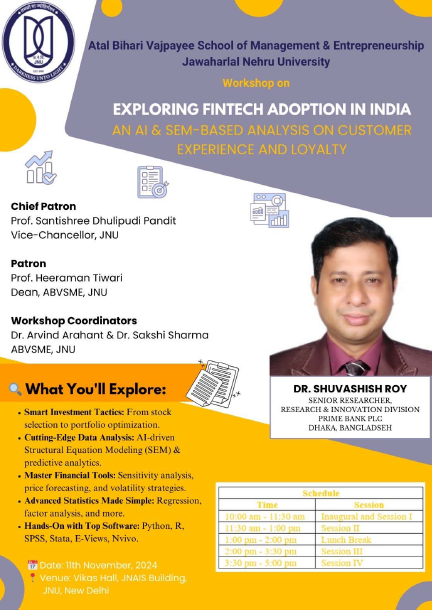 Atal Bihari Vajpayee School of Management & Entrepreneurship
Jawaharlal Nehru University
Workshop on
EXPLORING FINTECH ADOPTION IN INDIA
AN AI & SEM-BASED ANALYSIS ON CUSTOMER
EXPERIENCE AND LOYALTY
Chief Patron
Prof. Santishree Dhulipudi Pandit
Vice-Chancellor, JNU
Patron
Prof. Heeraman Tiwari
Dean, ABVSME, JNU
Workshop Coordinators
Dr. Arvind Arahant & Dr. Sakshi Sharma
ABVSME, JNU
DR. SHUVASHISH ROY
SENIOR RESEARCHER,
RESEARCH & INNOVATION DIVISION
PRIME BANK PLC
DHAKA, BANGLADSEH
What You'll Explore:
• Smart Investment Tactics: From stock
selection to portfolio optimization.
• Cutting-Edge Data Analysis: AI-driven
Structural Equation Modeling (SEM) &
predictive analytics.
• Master Financial Tools: Sensitivity analysis,
price forecasting, and volatility strategies.
• Advanced Statistics Made Simple: Regression,
factor analysis, and more.
• Hands-On with Top Software: Python, R,
SPSS, Stata, E-Views, Nvivo.
Schedule
Time Session
10:00 am - 11:30 am Inaugural and Session I
11:30 am - 1:00 pm Session II
1:00 pm - 2:00 pm Lunch Break
2:00 pm - 3:30 pm Session III
3:30 pm - 5:00 pm Session IV
Date: 11th November, 2024
Venue: Vikas Hall, JNAIS Building,
JNU, New Delhi